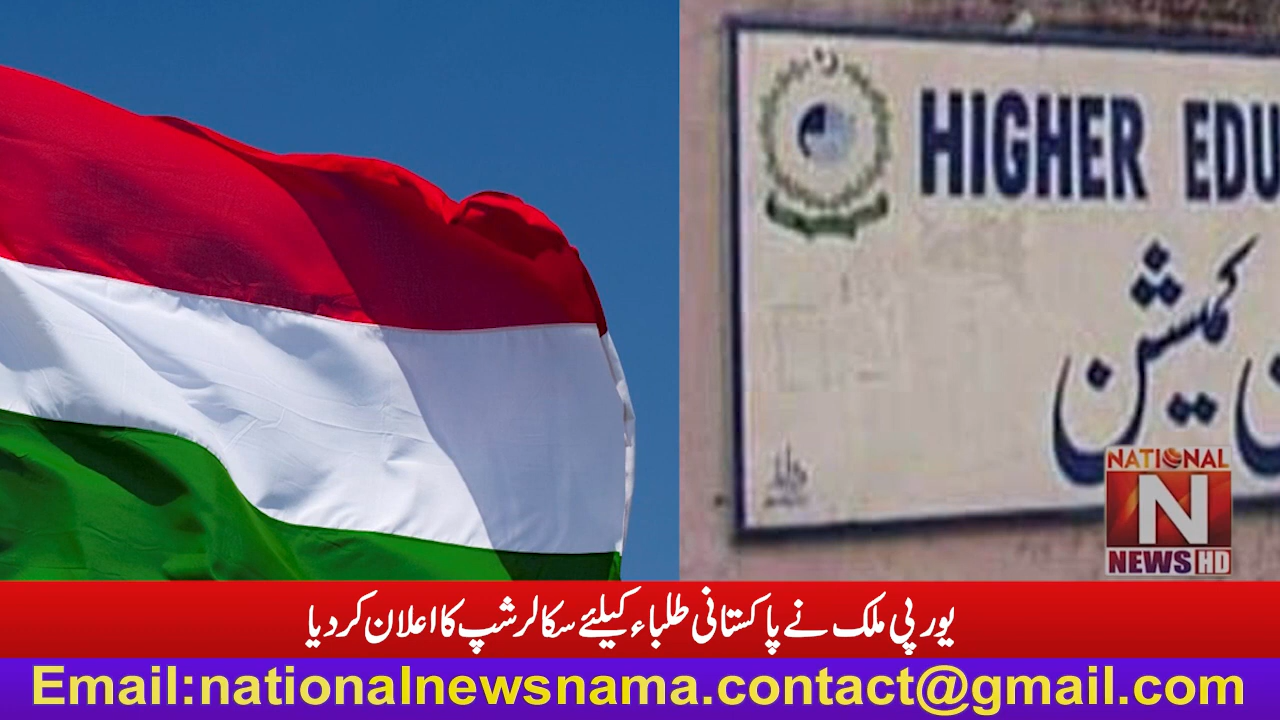 HIGHER EDU
کمیشن
NATIONAL
N
NEWS HD
یورپی ملک نے پاکستانی طلباء کیلئے سکالرشپ کا اعلان کردیا
Email:nationalnewsnama.contact@gmail.com